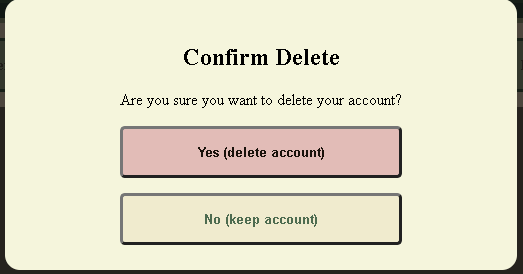 Confirm Delete
Are you sure you want to delete your account?
Yes (delete account)
No (keep account)